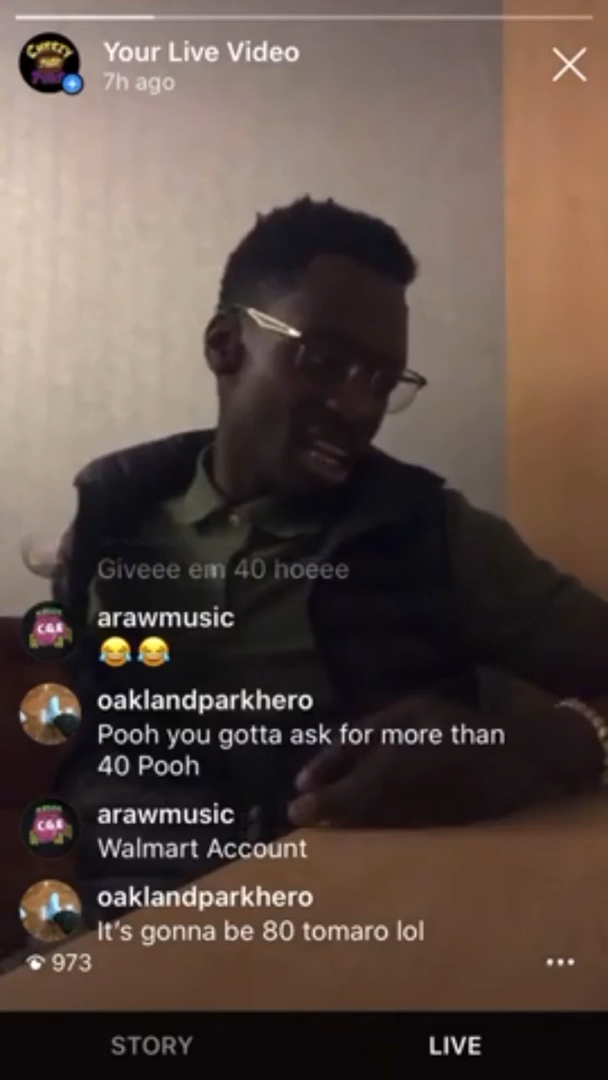 Your Live Video
7h ago
Giveee em 40 hoeee
arawmusic
😂😂
oaklandparkhero
Pooh you gotta ask for more than
40 Pooh
arawmusic
Walmart Account
oaklandparkhero
It's gonna be 80 tomaro lol
973
STORY
LIVE